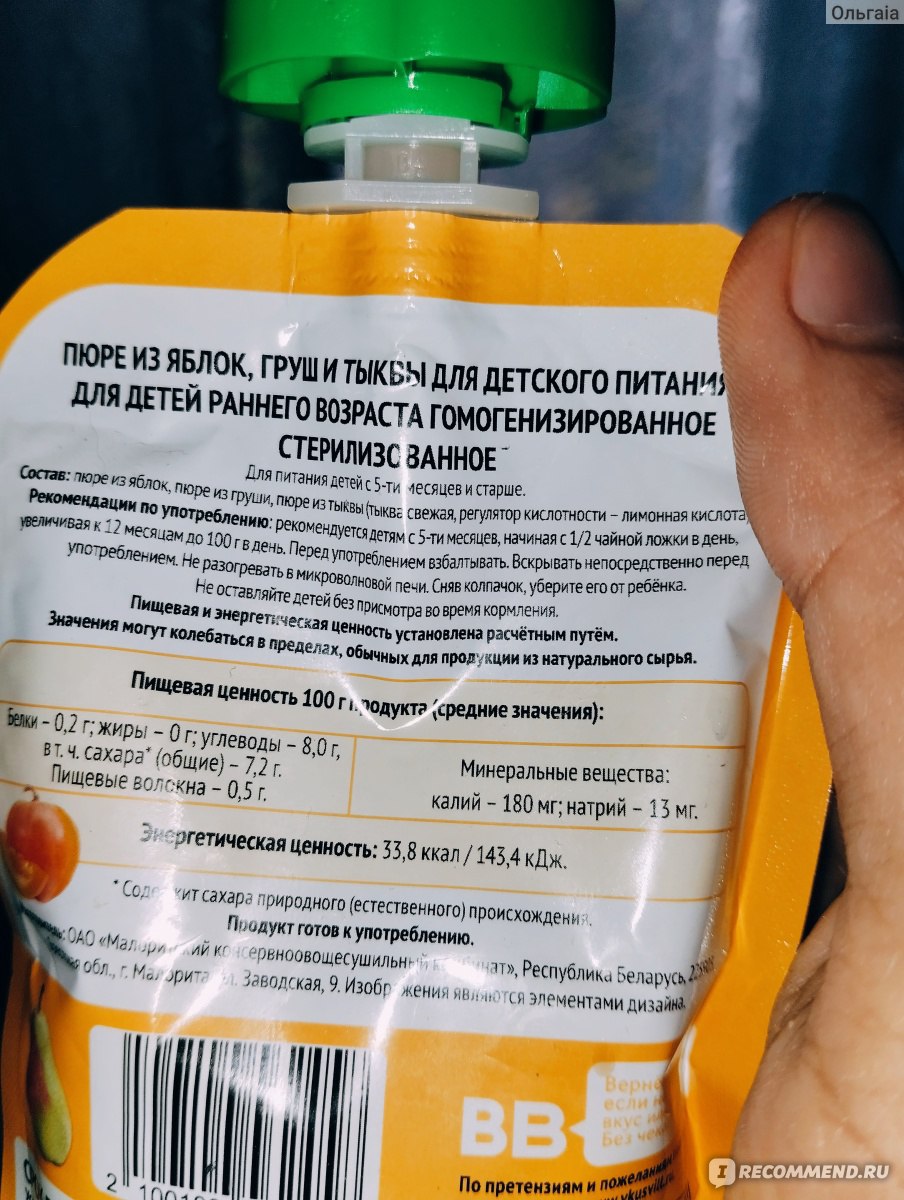 Ольгаia
ПЮРЕ ИЗ ЯБЛОК, ГРУШ И ТЫКВЫ ДЛЯ ДЕТСКОГО ПИТАНИЯ
ДЛЯ ДЕТЕЙ РАННЕГО ВОЗРАСТА ГОМОГЕНИЗИРОВАННОЕ
СТЕРИЛИЗОВАННОЕ
Для питания детей с 5-ти месяцев и старше.
Состав: пюре из яблок, пюре из груши, пюре из тыквы (тыква свежая, регулятор кислотности – лимонная кислота
Рекомендации по употреблению: рекомендуется детям с 5-ти месяцев, начиная с 1/2 чайной ложки в день,
увеличивая к 12 месяцам до 100 г в день. Перед употреблением взбалтывать. Вскрывать непосредственно перед
употреблением. Не разогревать в микроволновой печи. Сняв колпачок, уберите его от ребёнка.
Не оставляйте детей без присмотра во время кормления.
Пищевая и энергетическая ценность установлена расчётным путём.
Значения могут колебаться в пределах, обычных для продукции из натурального сырья.
Пищевая ценность 100 г продукта (средние значения):
Белки – 0,2 г; жиры – 0 г; углеводы – 8,0 г,
в т. ч. сахара* (общие) – 7,2 г.
Пищевые волокна – 0,5 г.
Минеральные вещества:
калий – 180 мг; натрий – 13 мг.
Энергетическая ценность: 33,8 ккал / 143,4 кДж.
* Содержит сахара природного (естественного) происхождения.
Продукт готов к употреблению.
ОАО «Малоритский консервноовощесушильный комбинат», Республика Беларусь,
обл., г. Малорита, ул. Заводская, 9. Изображения являются элементами дизайна.
ВВ
Верн
если
вкус
Без
По претензиям и пожеланиям
2
IRECOMMEND.RU